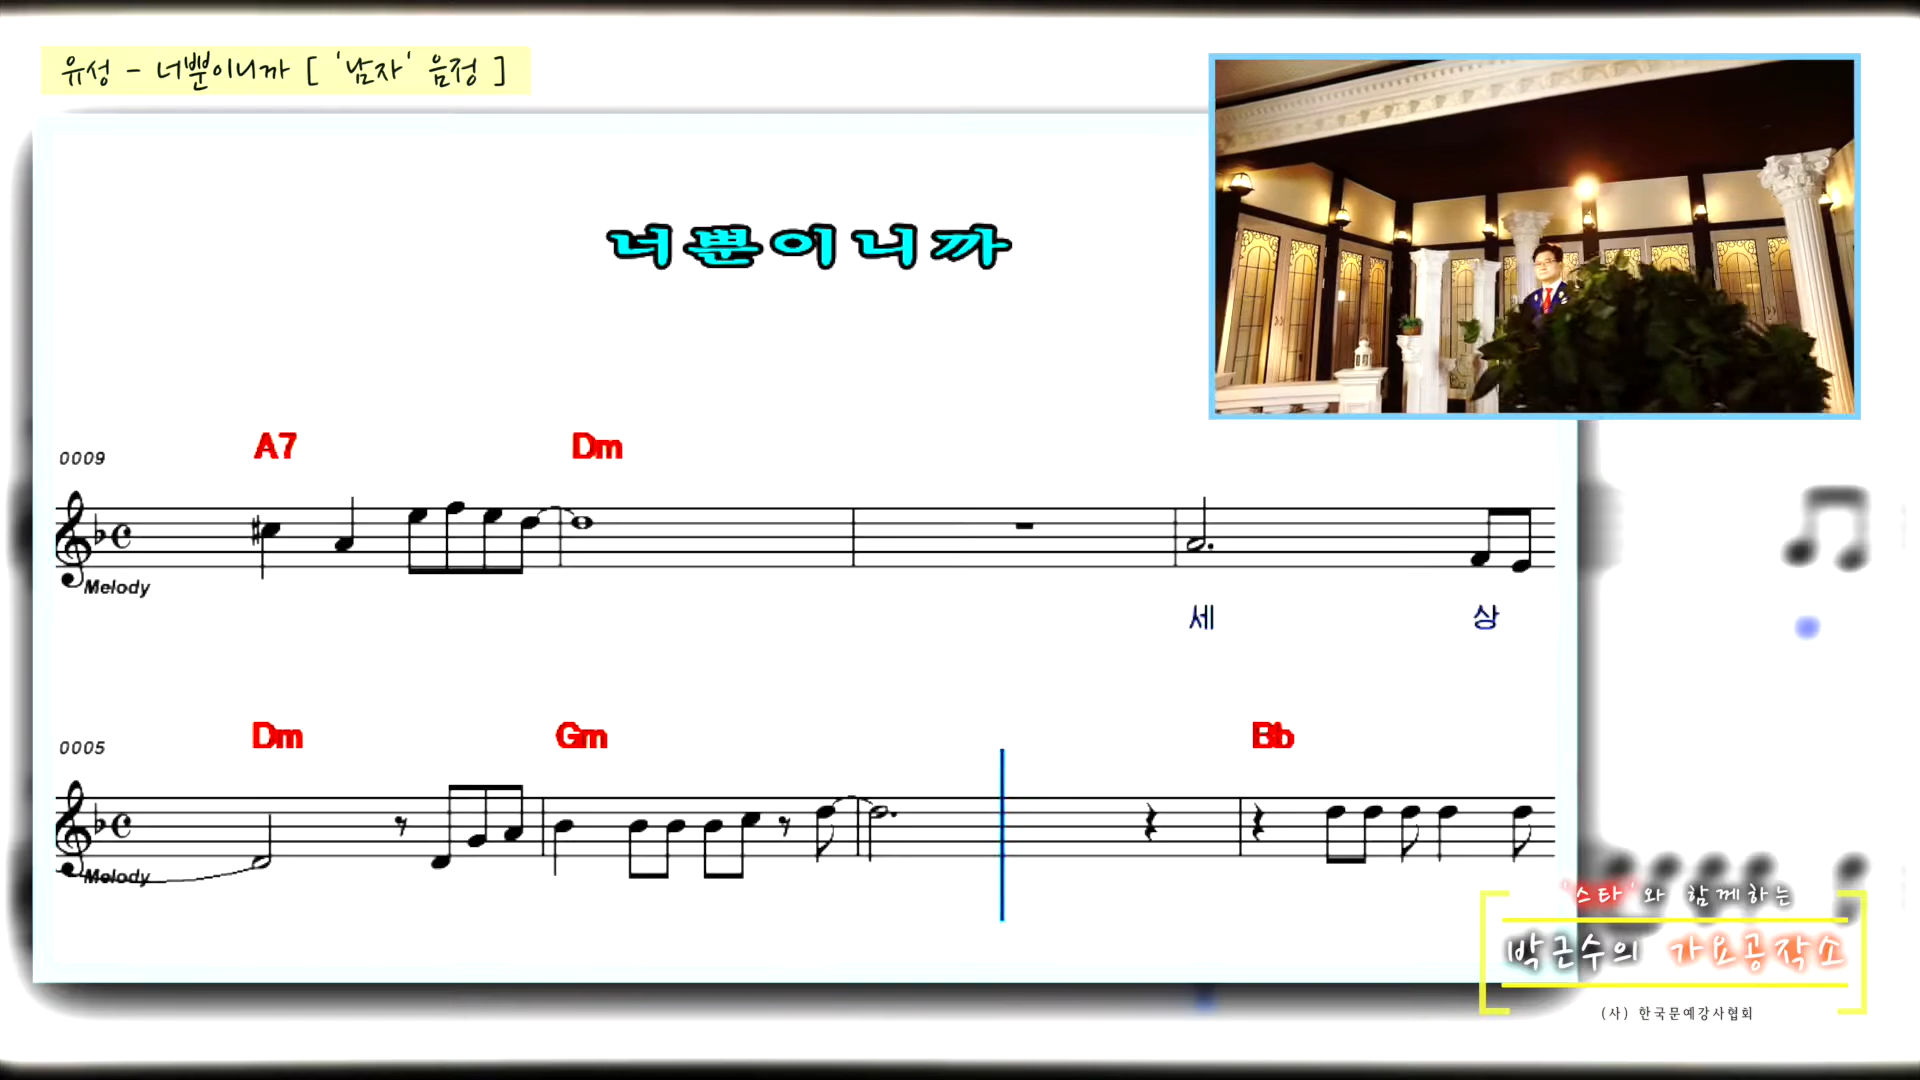 유성 - 너뿐이니까 [ '남자' 음정 ]
너뿐이니까
0009
A7 Dm
Melody
세 상
0005
Dm Gm Bb
Melody
'스타'와 함께하는
박근수의 가요공작소
(사) 한국문예강사협회